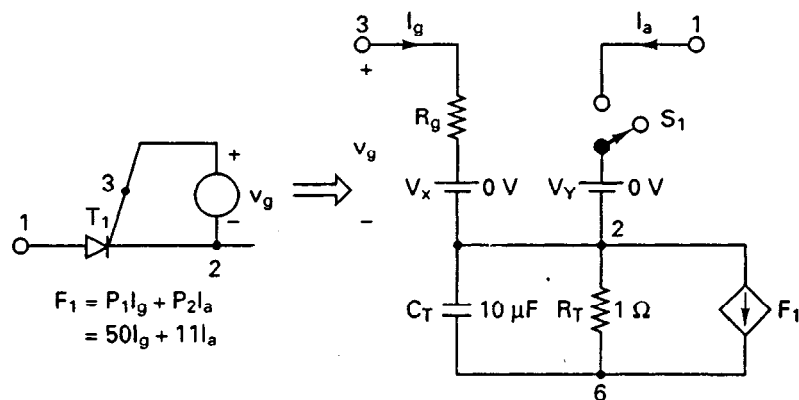 3
I_g
I_a
1
+
R_g
S_1
v_g
V_x
0 V
V_Y
0 V
−
2
C_T
10 μF
R_T
1 Ω
F_1
6
1
T_1
3
+
v_g
−
2
F_1 = P_1I_g + P_2I_a
= 50I_g + 11I_a